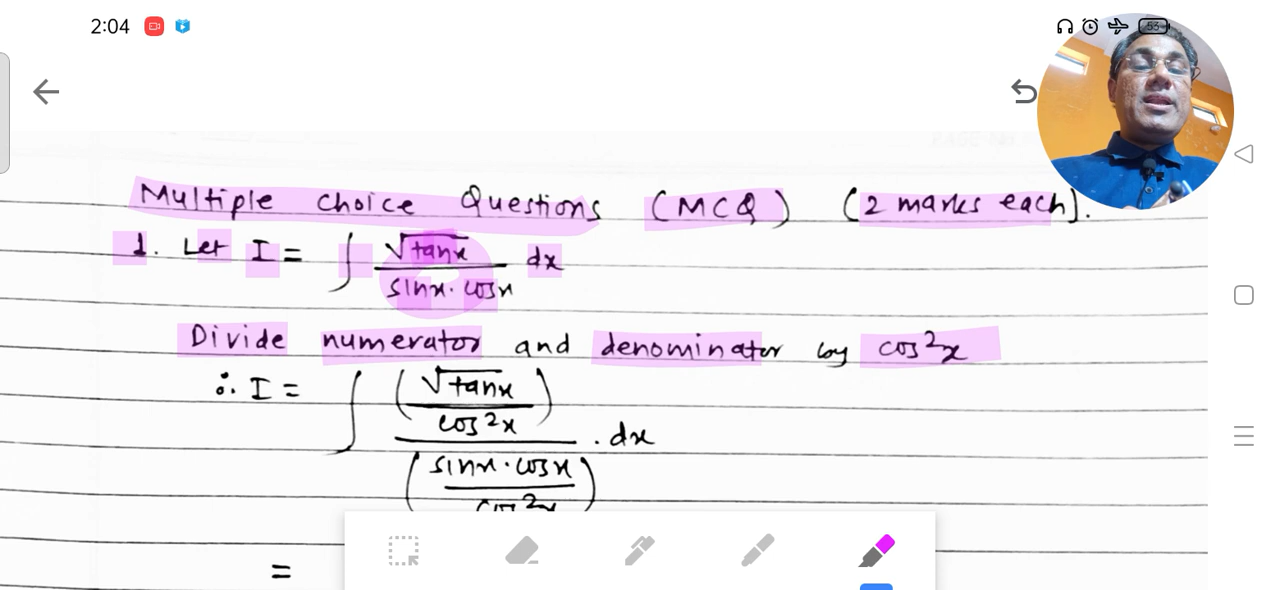 2:04
53
Multiple choice Questions (MCQ) (2 marks each].
1. Let I = ∫ √tanx / sinx.cosx dx
Divide numerator and denominator by cos²x
∴ I = ∫ (√tanx / cos²x) / (sinx.cosx / cos²x) . dx
=